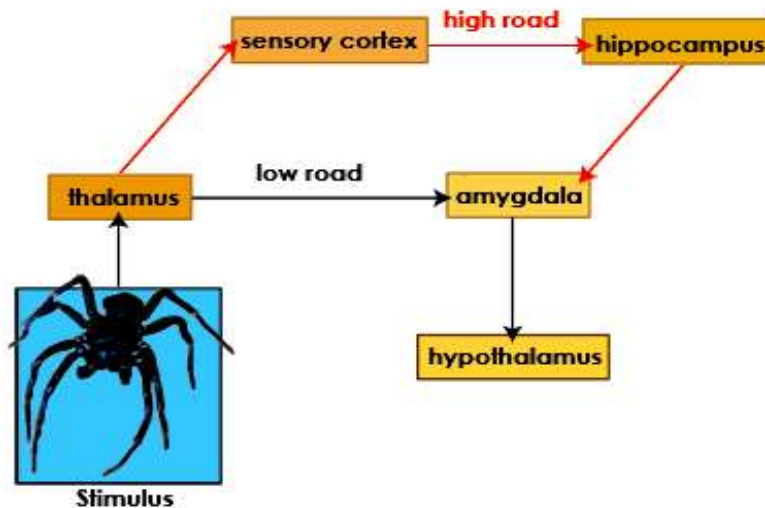 high road
sensory cortex
hippocampus
low road
thalamus
amygdala
hypothalamus
Stimulus